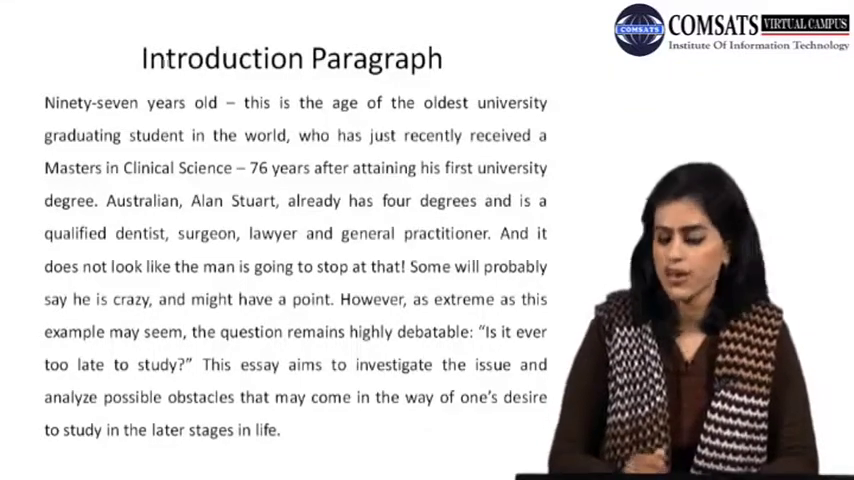 COMSATS
COMSATS VIRTUAL CAMPUS
Institute Of Information Technology
Introduction Paragraph
Ninety-seven years old – this is the age of the oldest university
graduating student in the world, who has just recently received a
Masters in Clinical Science – 76 years after attaining his first university
degree. Australian, Alan Stuart, already has four degrees and is a
qualified dentist, surgeon, lawyer and general practitioner. And it
does not look like the man is going to stop at that! Some will probably
say he is crazy, and might have a point. However, as extreme as this
example may seem, the question remains highly debatable: “Is it ever
too late to study?” This essay aims to investigate the issue and
analyze possible obstacles that may come in the way of one’s desire
to study in the later stages in life.